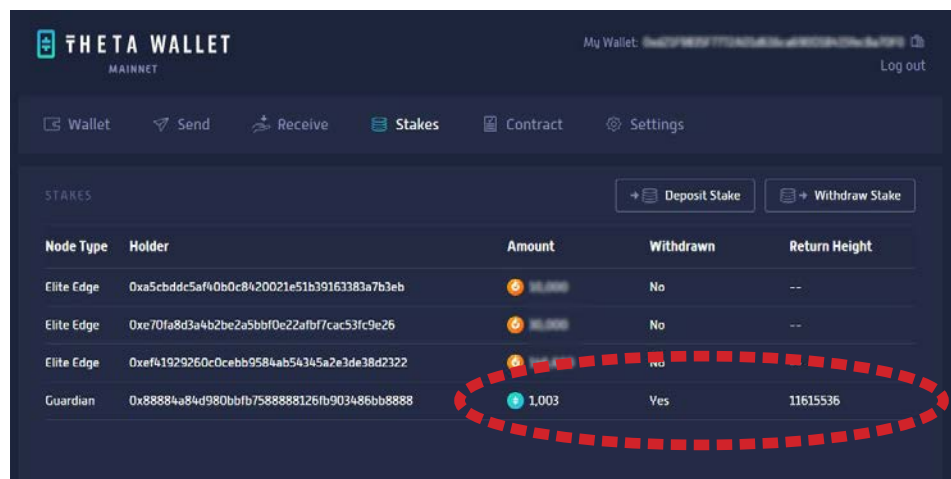 THETA WALLET
MAINNET
My Wallet:
Log out
Wallet Send Receive Stakes Contract Settings
STAKES
Deposit Stake Withdraw Stake
Node Type Holder Amount Withdrawn Return Height
Elite Edge 0xa5cbddc5af40b0c8420021e51b39163383a7b3eb No --
Elite Edge 0xe70fa8d3a4b2be2a5bbf0e22afbf7cac53fc9e26 No --
Elite Edge 0xef41929260c0cebb9584ab54345a2e3de38d2322 No
Guardian 0x88884a84d980bbfb7588888126fb903486bb8888 1,003 Yes 11615536